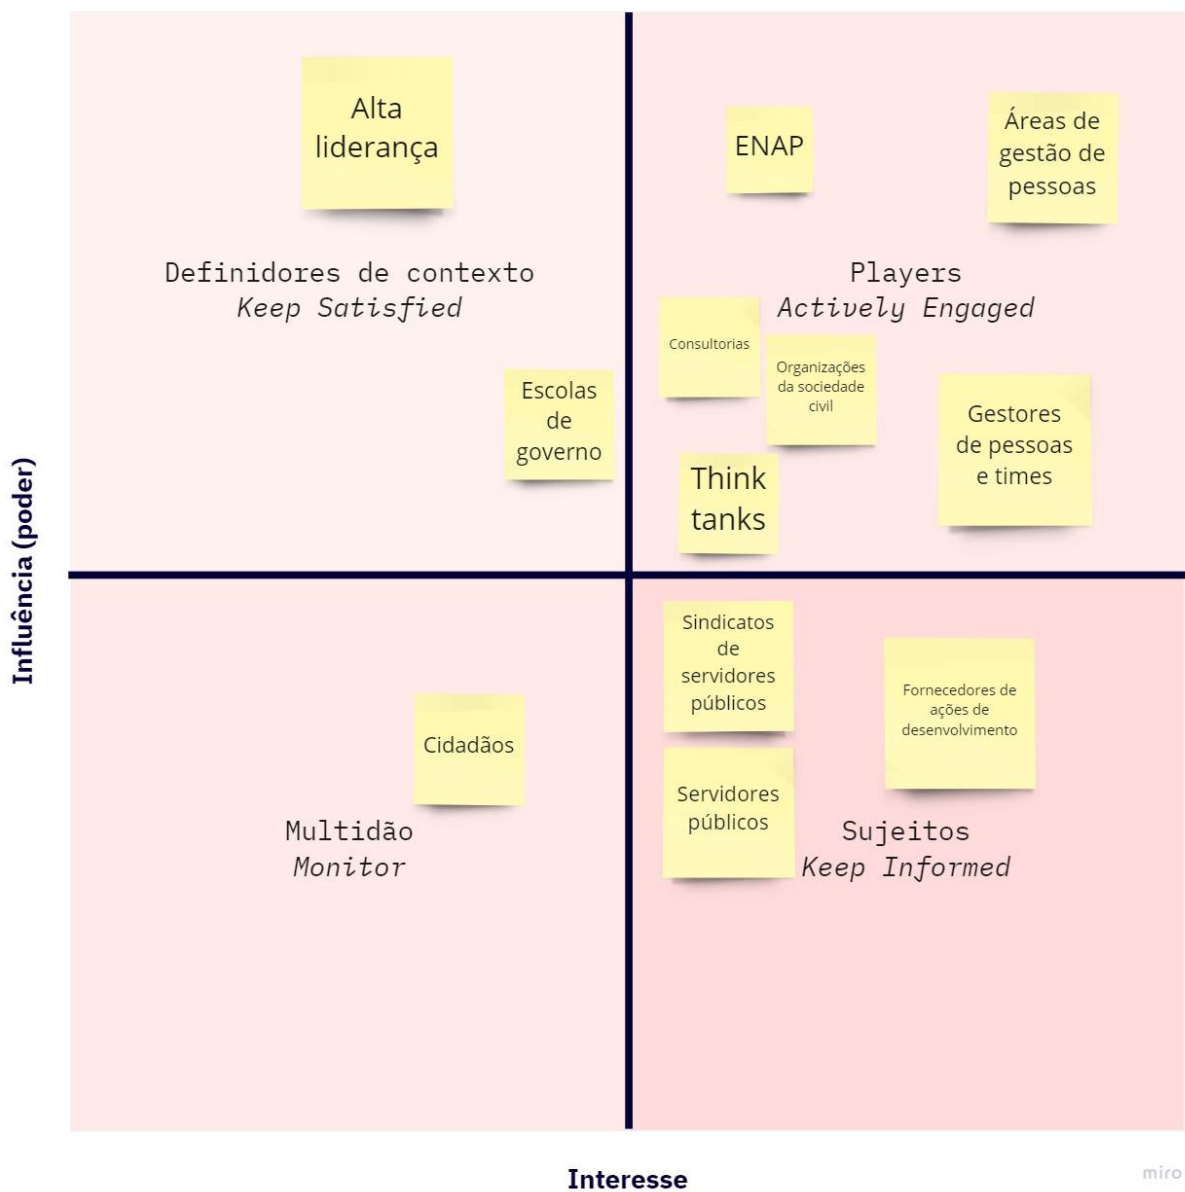 Alta
liderança
Definidores de contexto
Keep Satisfied
Escolas
de
governo
ENAP
Áreas de
gestão de
pessoas
Players
Actively Engaged
Consultorias
Organizações
da sociedade
civil
Gestores
de pessoas
e times
Think
tanks
Influência (poder)
Cidadãos
Multidão
Monitor
Sindicatos
de
servidores
públicos
Fornecedores de
ações de
desenvolvimento
Servidores
públicos
Sujeitos
Keep Informed
Interesse
miro